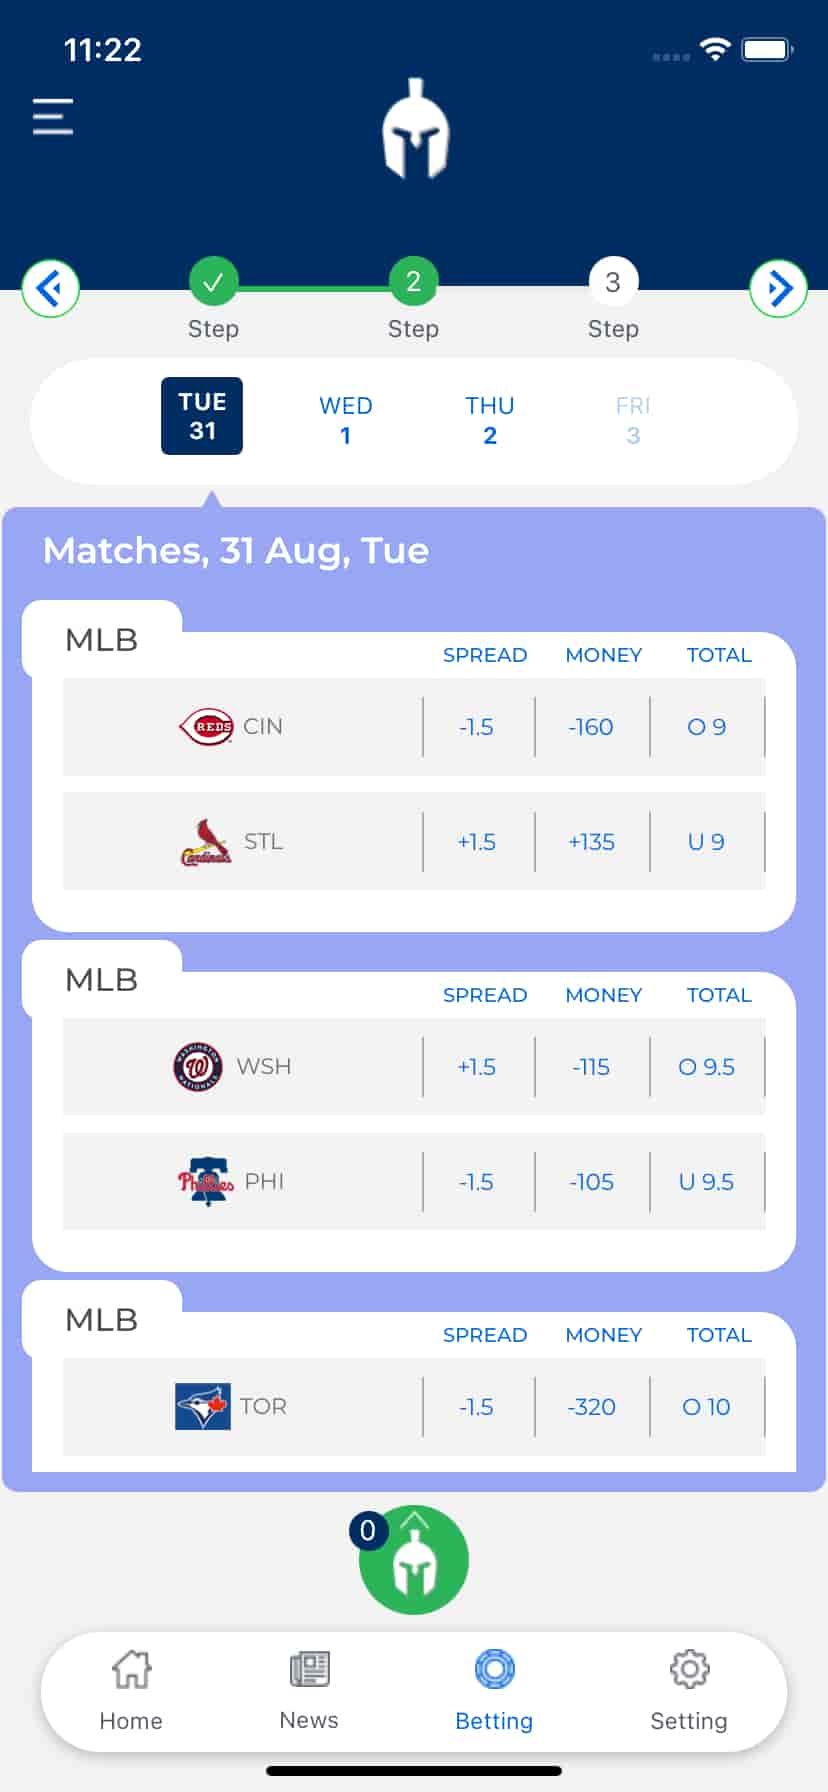 11:22
2
3
Step
Step
Step
TUE
31
WED
1
THU
2
FRI
3
Matches, 31 Aug, Tue
MLB
SPREAD MONEY TOTAL
REDS CIN -1.5 -160 O 9
Cardinals STL +1.5 +135 U 9
MLB
SPREAD MONEY TOTAL
WASHINGTON W NATIONALS WSH +1.5 -115 O 9.5
Phillies PHI -1.5 -105 U 9.5
MLB
SPREAD MONEY TOTAL
TOR -1.5 -320 O 10
0
Home
News
Betting
Setting